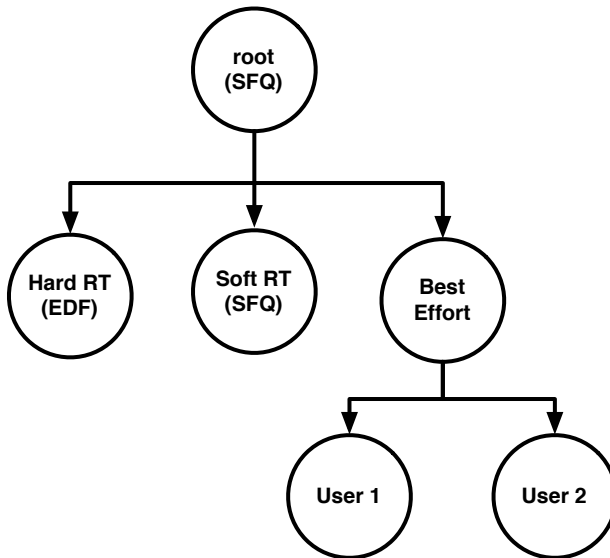 root
(SFQ)
Hard RT
(EDF)
Soft RT
(SFQ)
Best
Effort
User 1
User 2